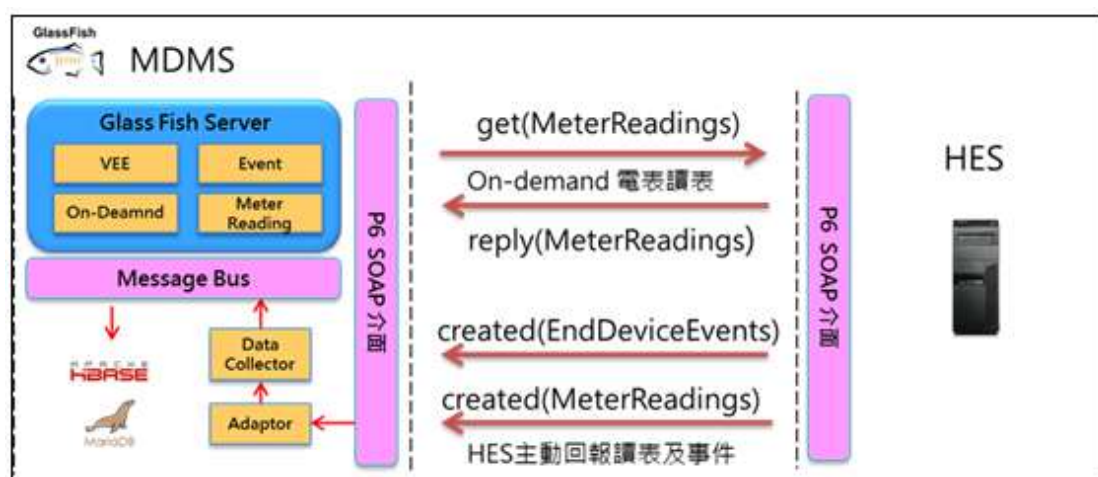 GlassFish
MDMS
Glass Fish Server
VEE
Event
On-Deamnd
Meter
Reading
Message Bus
APACHE
HBASE
MariaDB
Data
Collector
Adaptor
P6 SOAP 介面
get(MeterReadings)
On-demand 電表讀表
reply(MeterReadings)
created(EndDeviceEvents)
created(MeterReadings)
HES主動回報讀表及事件
P6 SOAP 介面
HES